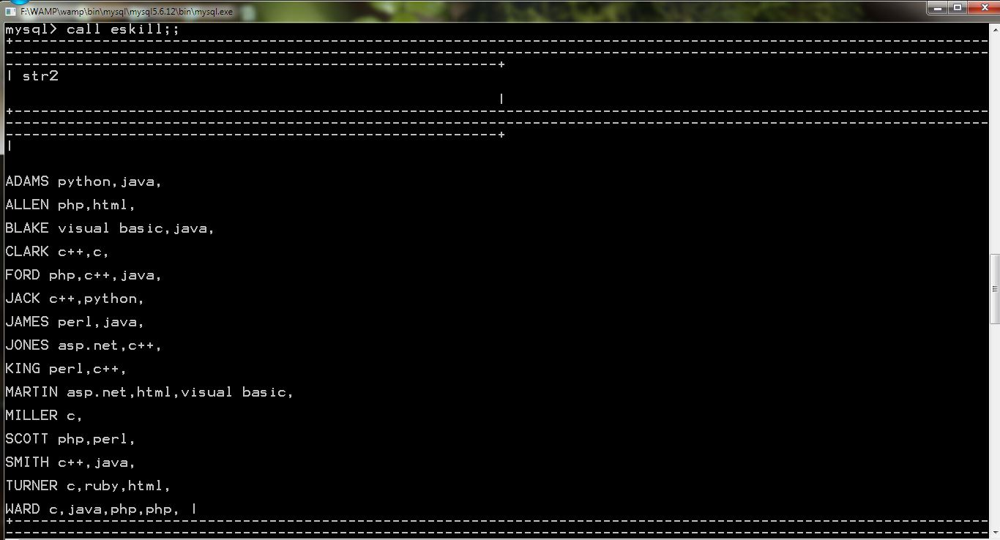 F:\WAMP\wamp\bin\mysql\mysql5.6.12\bin\mysql.exe
mysql> call eskill;;
+---------------------------------------------------------------------------------------------------------------
----------------------------------------------------------------------------------------------------------------
--------------------------------------------------------+
| str2
|
+---------------------------------------------------------------------------------------------------------------
----------------------------------------------------------------------------------------------------------------
--------------------------------------------------------+
|
ADAMS python,java,
ALLEN php,html,
BLAKE visual basic,java,
CLARK c++,c,
FORD php,c++,java,
JACK c++,python,
JAMES perl,java,
JONES asp.net,c++,
KING perl,c++,
MARTIN asp.net,html,visual basic,
MILLER c,
SCOTT php,perl,
SMITH c++,java,
TURNER c,ruby,html,
WARD c,java,php,php, |
+---------------------------------------------------------------------------------------------------------------
----------------------------------------------------------------------------------------------------------------